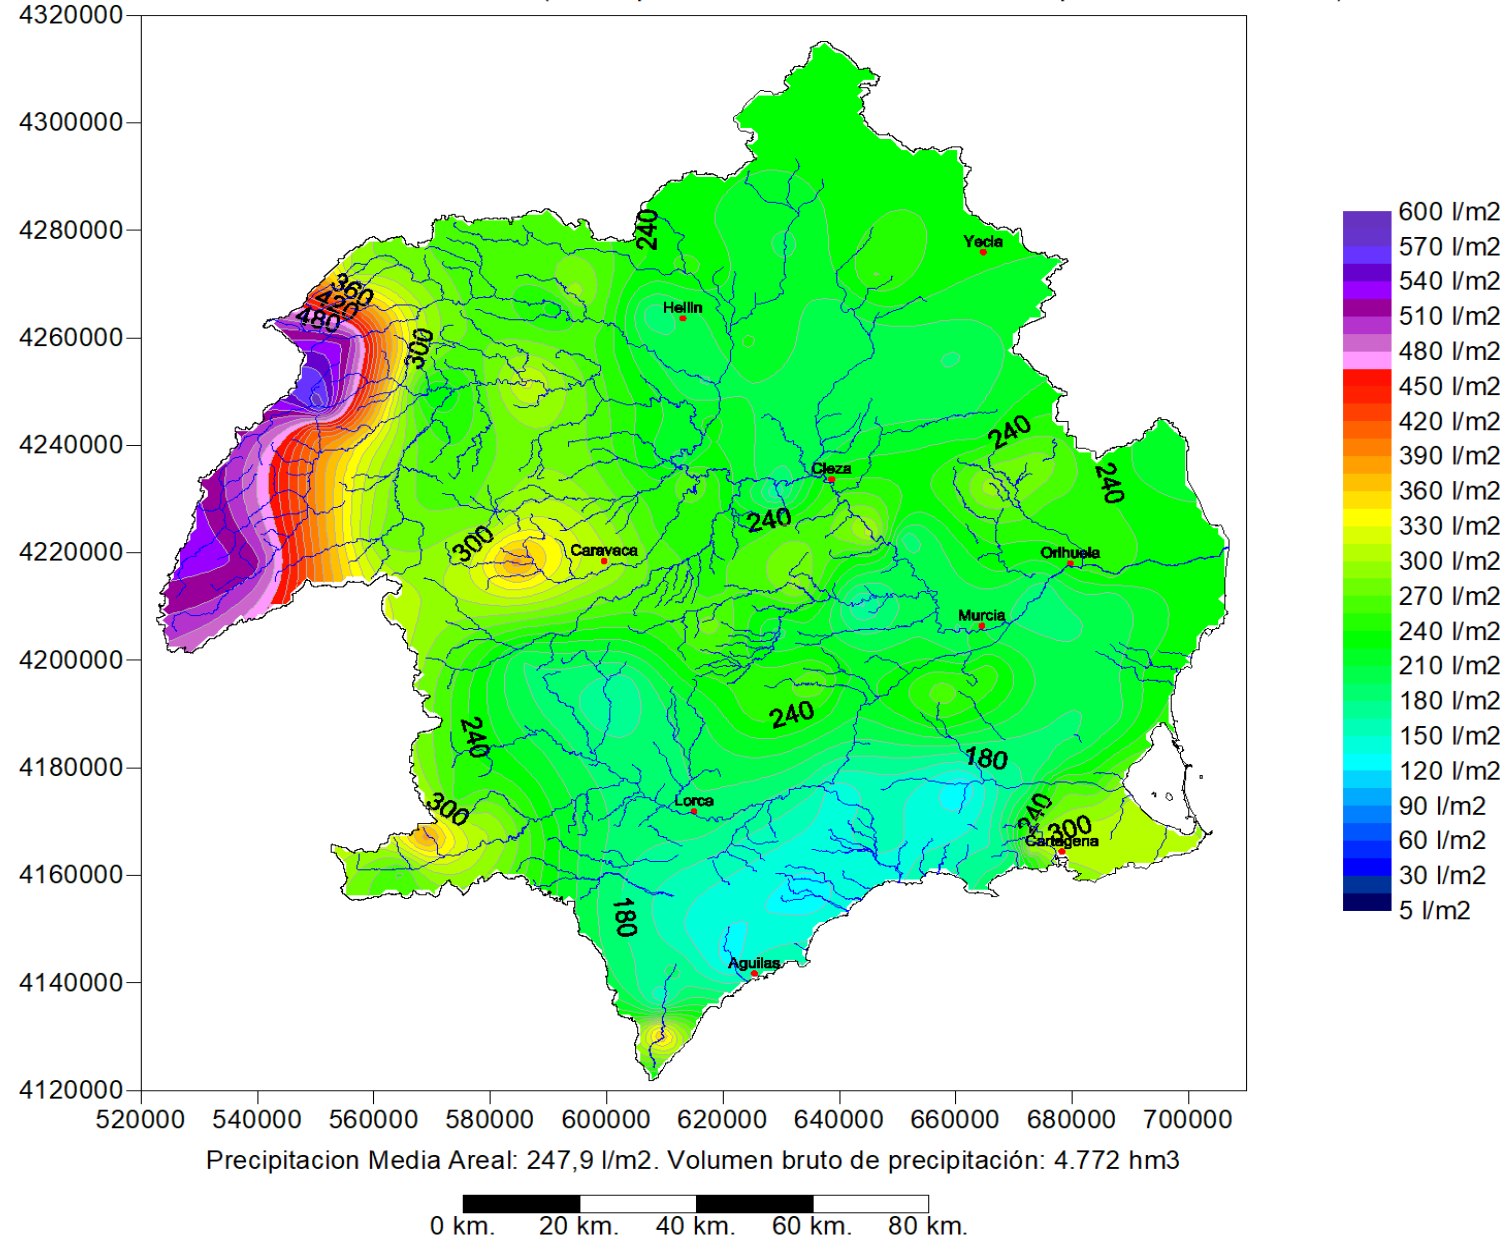 4320000
4300000
4280000
4260000
4240000
4220000
4200000
4180000
4160000
4140000
4120000
520000
540000
560000
580000
600000
620000
640000
660000
680000
700000
240
Yecla
360
420
480
Hellin
300
240
240
Cieza
240
300
Caravaca
Orihuela
Murcia
240
240
180
300
Lorca
240
300
Cartagena
180
Aguilas
600 l/m2
570 l/m2
540 l/m2
510 l/m2
480 l/m2
450 l/m2
420 l/m2
390 l/m2
360 l/m2
330 l/m2
300 l/m2
270 l/m2
240 l/m2
210 l/m2
180 l/m2
150 l/m2
120 l/m2
90 l/m2
60 l/m2
30 l/m2
5 l/m2
Precipitacion Media Areal: 247,9 l/m2. Volumen bruto de precipitación: 4.772 hm3
0 km. 20 km. 40 km. 60 km. 80 km.